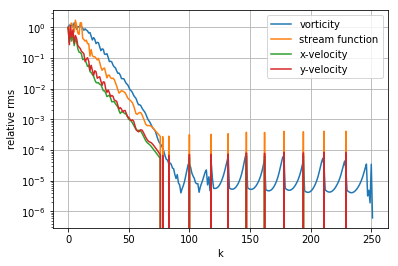 vorticity
stream function
x-velocity
y-velocity
relative rms
10⁰
10⁻¹
10⁻²
10⁻³
10⁻⁴
10⁻⁵
10⁻⁶
0 50 100 150 200 250
k